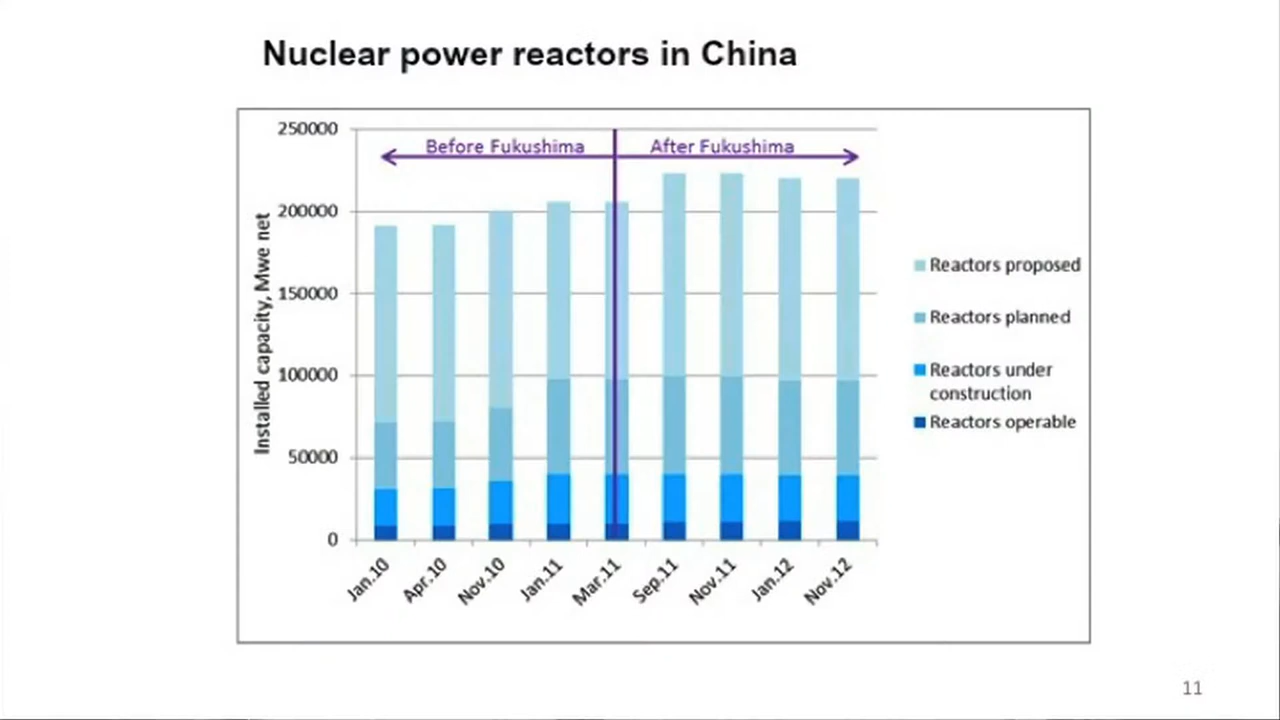 Nuclear power reactors in China
250000
200000
150000
100000
50000
0
Installed capacity, Mwe net
Before Fukushima
After Fukushima
Jan.10
Apr.10
Nov.10
Jan.11
Mar.11
Sep.11
Nov.11
Jan.12
Nov.12
Reactors proposed
Reactors planned
Reactors under
construction
Reactors operable
11